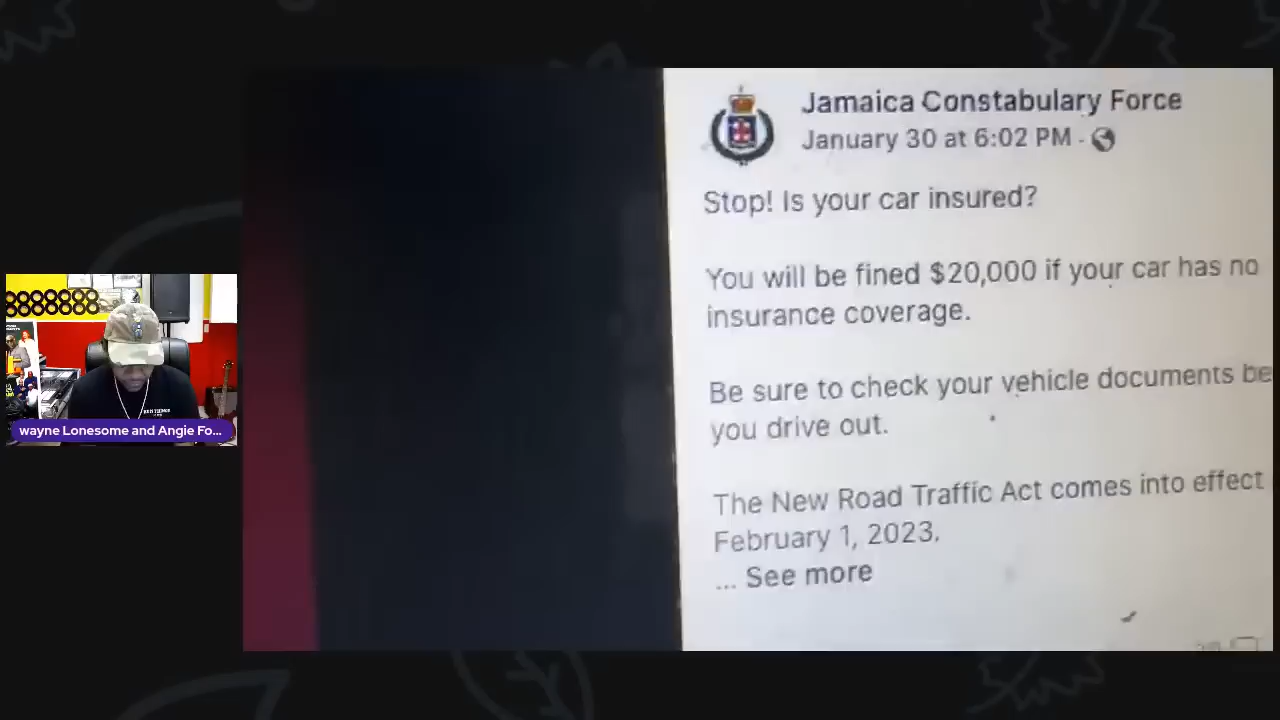 Jamaica Constabulary Force
January 30 at 6:02 PM ·
Stop! Is your car insured?
You will be fined $20,000 if your car has no
insurance coverage.
Be sure to check your vehicle documents be
you drive out.
The New Road Traffic Act comes into effect
February 1, 2023.
... See more
wayne Lonesome and Angie Fo...